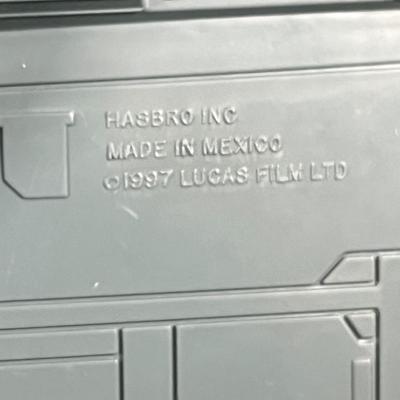 HASBRO INC
MADE IN MEXICO
©1997 LUCAS FILM LTD